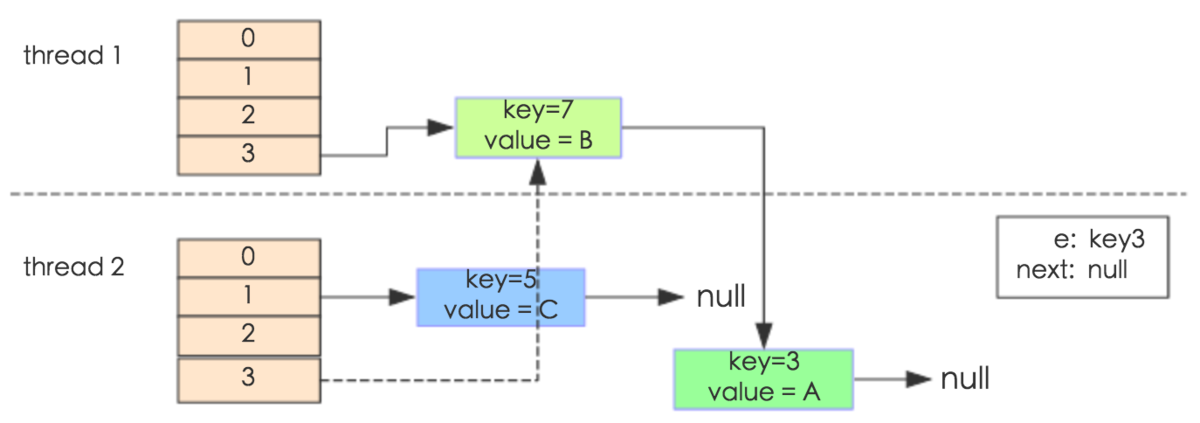 thread 1
0
1
2
3
key=7
value = B
thread 2
0
1
2
3
key=5
value = C
null
key=3
value = A
null
e: key3
next: null